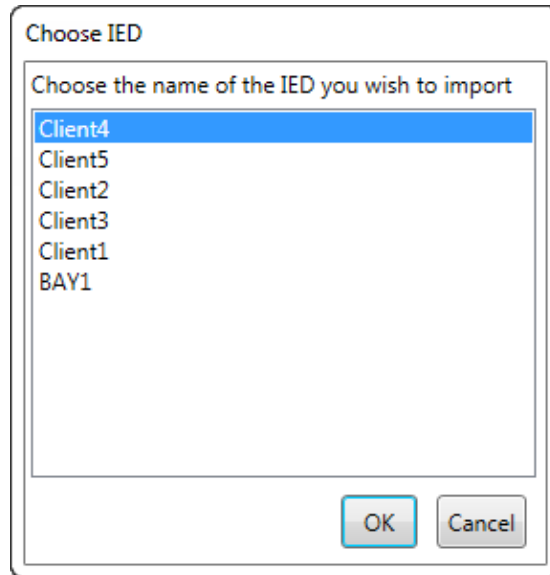 Choose IED
Choose the name of the IED you wish to import
Client4
Client5
Client2
Client3
Client1
BAY1
OK
Cancel